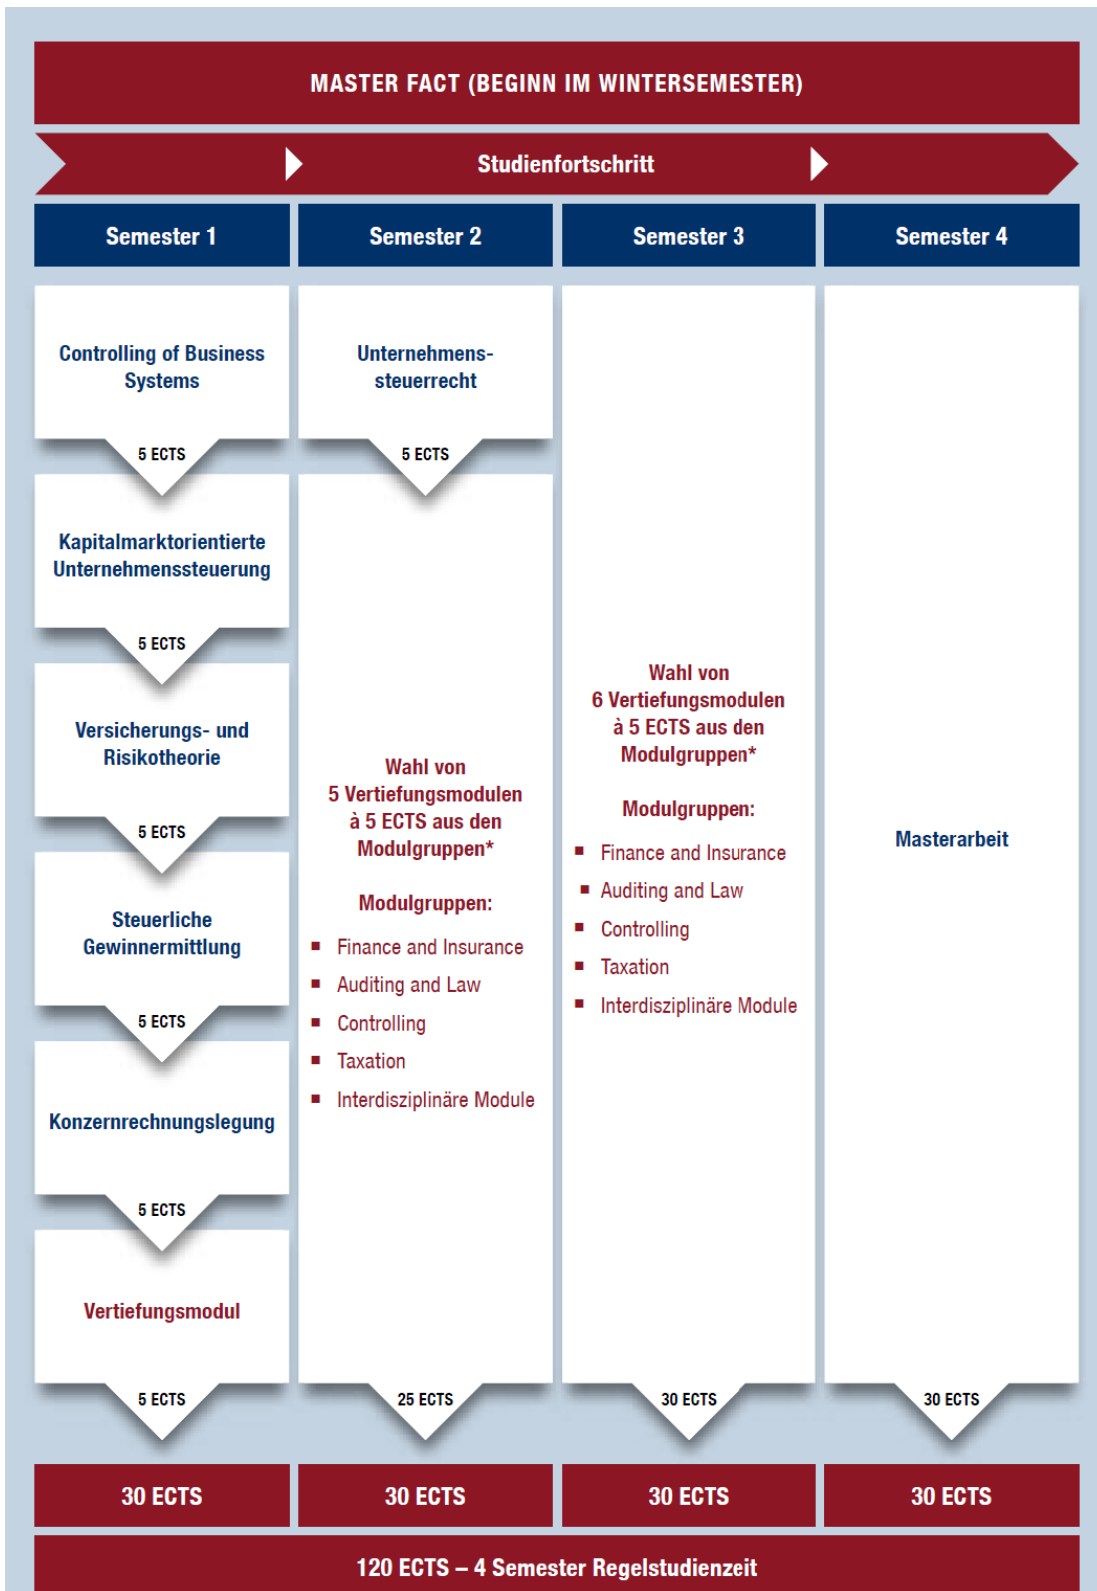 MASTER FACT (BEGINN IM WINTERSEMESTER)
Studienfortschritt
Semester 1
Semester 2
Semester 3
Semester 4
Controlling of Business
Systems
5 ECTS
Kapitalmarktorientierte
Unternehmenssteuerung
5 ECTS
Versicherungs- und
Risikotheorie
5 ECTS
Steuerliche
Gewinnermittlung
5 ECTS
Konzernrechnungslegung
5 ECTS
Vertiefungsmodul
5 ECTS
30 ECTS
Unternehmens-
steuerrecht
5 ECTS
Wahl von
5 Vertiefungsmodulen
à 5 ECTS aus den
Modulgruppen*
Modulgruppen:
▪ Finance and Insurance
▪ Auditing and Law
▪ Controlling
▪ Taxation
▪ Interdisziplinäre Module
25 ECTS
30 ECTS
Wahl von
6 Vertiefungsmodulen
à 5 ECTS aus den
Modulgruppen*
Modulgruppen:
▪ Finance and Insurance
▪ Auditing and Law
▪ Controlling
▪ Taxation
▪ Interdisziplinäre Module
30 ECTS
30 ECTS
Masterarbeit
30 ECTS
30 ECTS
120 ECTS – 4 Semester Regelstudienzeit